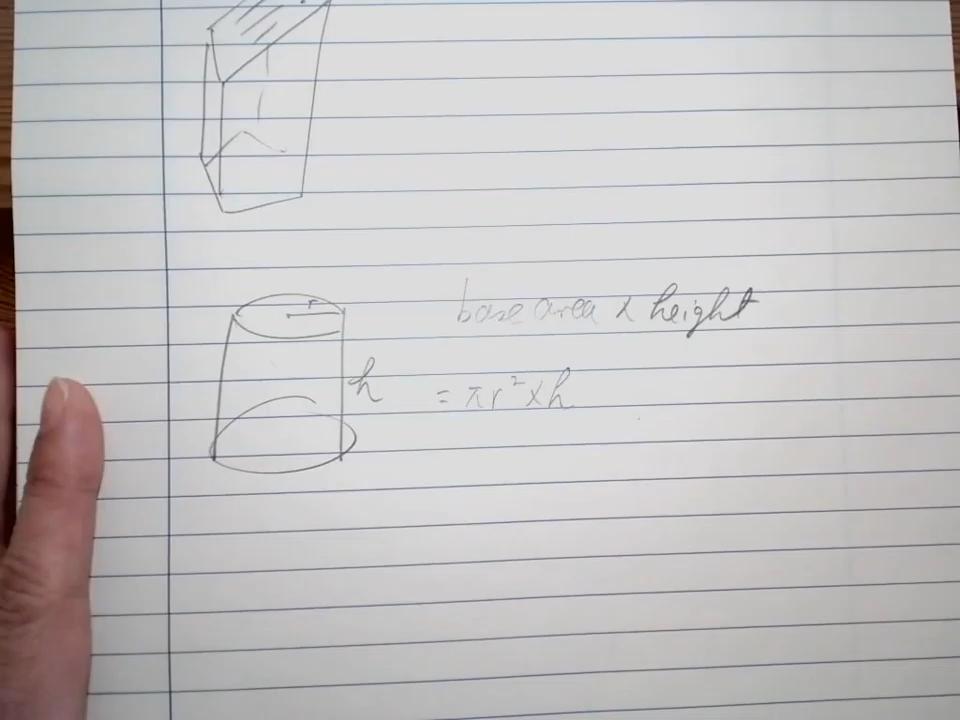 r
base area x height
h
= πr² x h